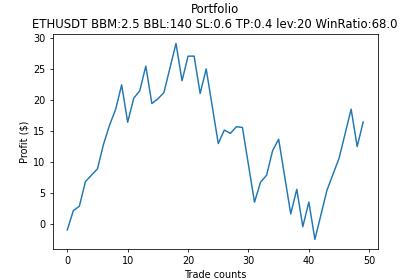 Portfolio
ETHUSDT BBM:2.5 BBL:140 SL:0.6 TP:0.4 lev:20 WinRatio:68.0
30
25
20
15
10
5
0
Profit ($)
0 10 20 30 40 50
Trade counts